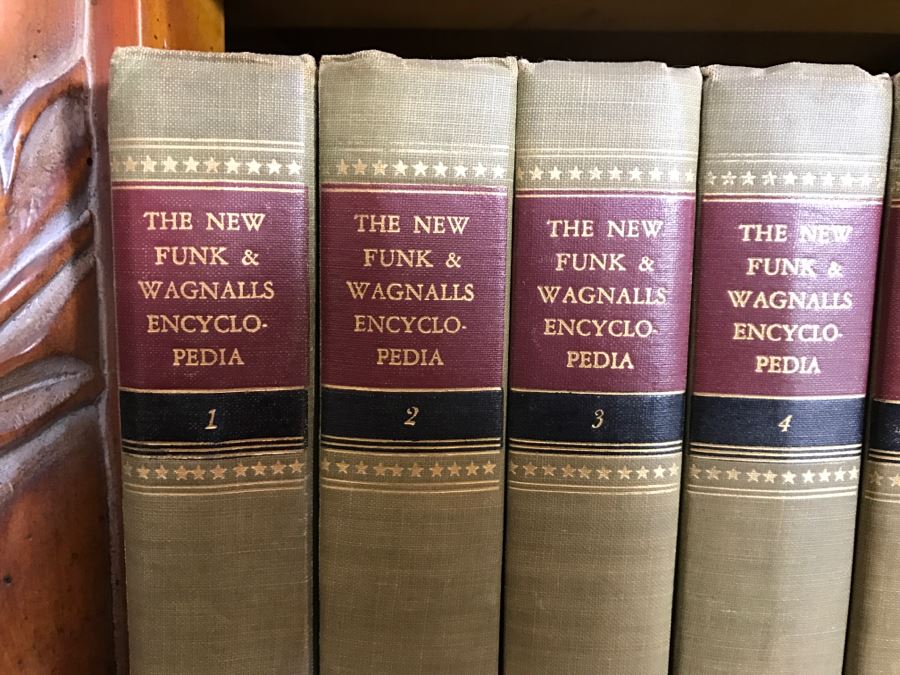 THE NEW
FUNK &
WAGNALLS
ENCYCLO-
PEDIA
1
THE NEW
FUNK &
WAGNALLS
ENCYCLO-
PEDIA
2
THE NEW
FUNK &
WAGNALLS
ENCYCLO-
PEDIA
3
THE NEW
FUNK &
WAGNALLS
ENCYCLO-
PEDIA
4